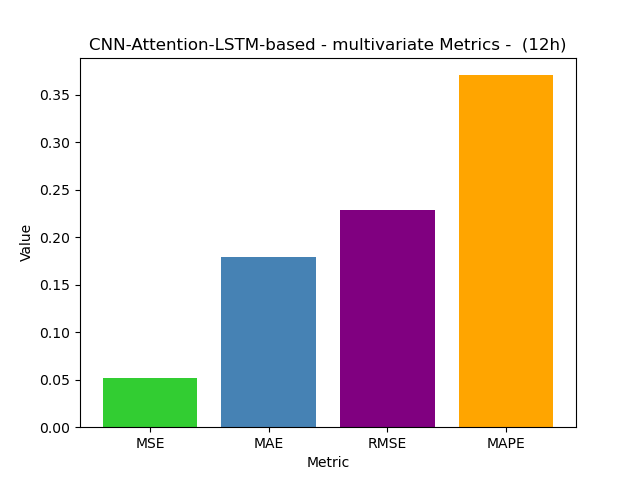 CNN-Attention-LSTM-based - multivariate Metrics -  (12h)
0.35
0.30
0.25
0.20
0.15
0.10
0.05
0.00
Value
MSE MAE RMSE MAPE
Metric